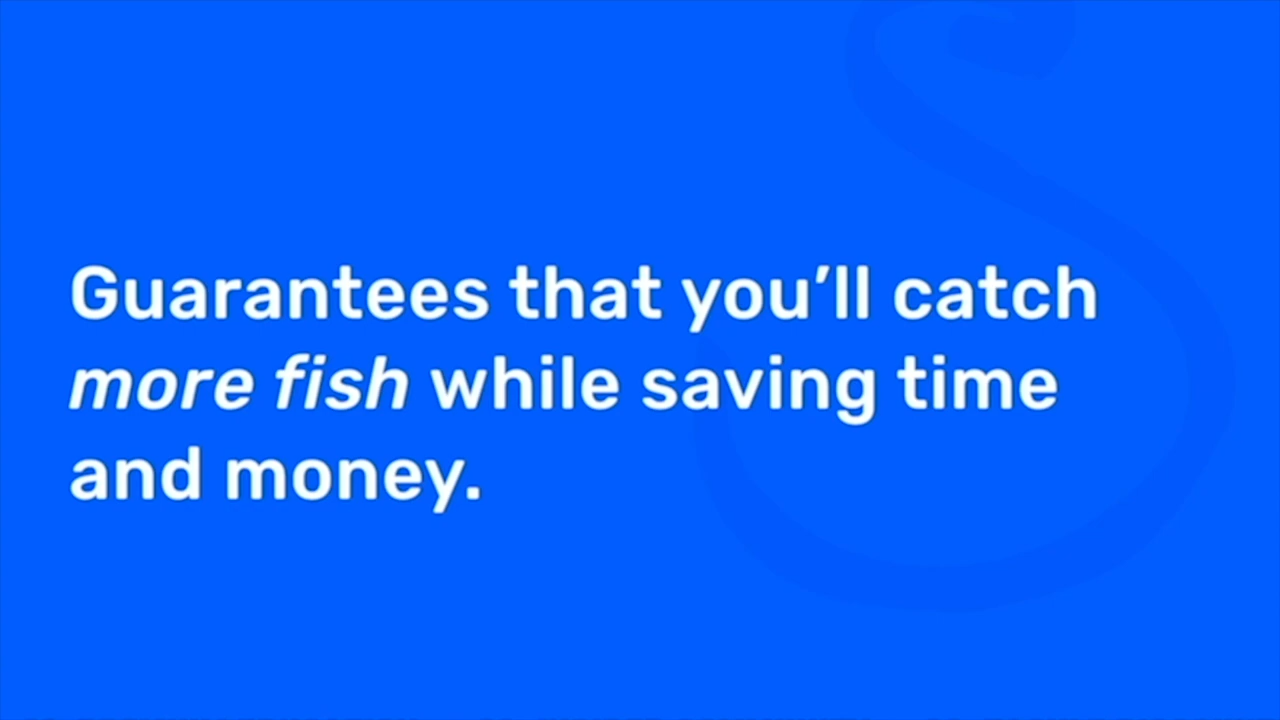 Guarantees that you’ll catch
more fish while saving time
and money.